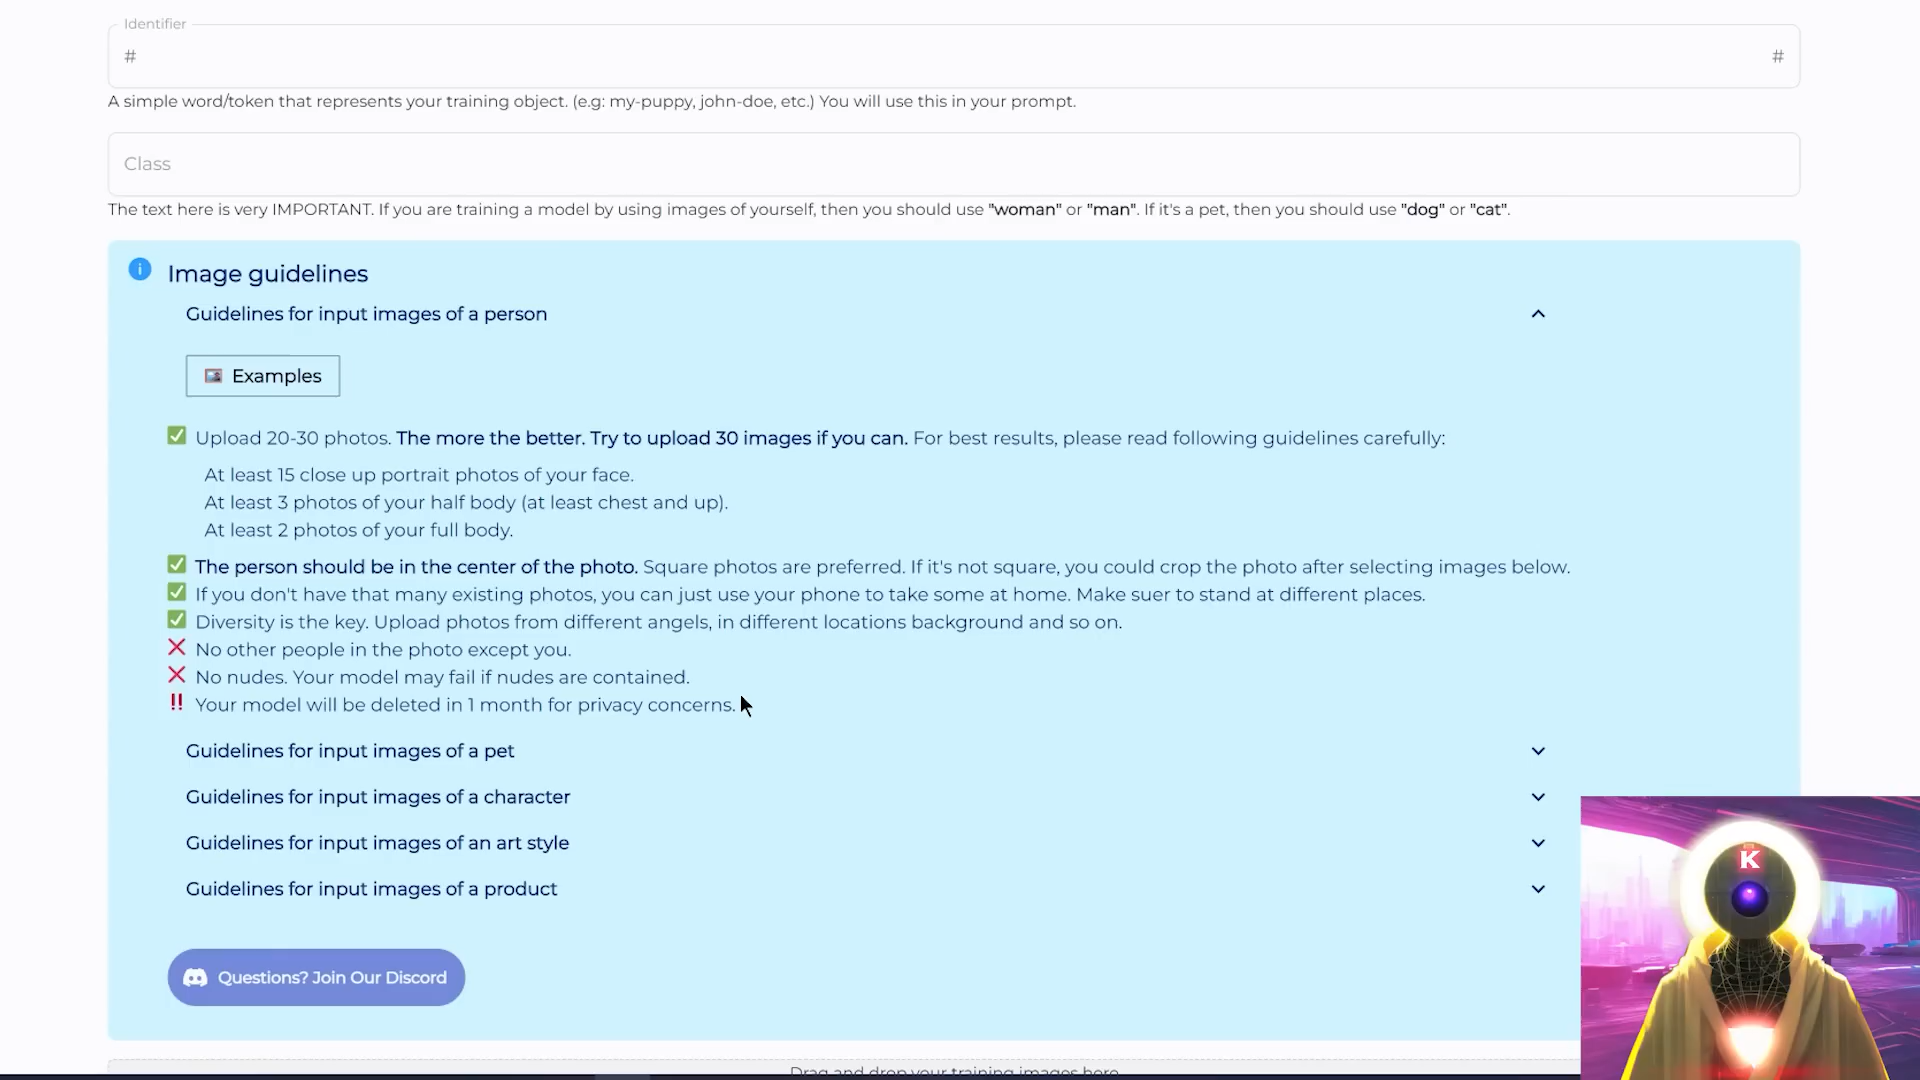 Identifier
# #
A simple word/token that represents your training object. (e.g: my-puppy, john-doe, etc.) You will use this in your prompt.
Class
The text here is very IMPORTANT. If you are training a model by using images of yourself, then you should use "woman" or "man". If it's a pet, then you should use "dog" or "cat".
Image guidelines
Guidelines for input images of a person
Examples
Upload 20-30 photos. The more the better. Try to upload 30 images if you can. For best results, please read following guidelines carefully:
At least 15 close up portrait photos of your face.
At least 3 photos of your half body (at least chest and up).
At least 2 photos of your full body.
The person should be in the center of the photo. Square photos are preferred. If it's not square, you could crop the photo after selecting images below.
If you don't have that many existing photos, you can just use your phone to take some at home. Make suer to stand at different places.
Diversity is the key. Upload photos from different angels, in different locations background and so on.
No other people in the photo except you.
No nudes. Your model may fail if nudes are contained.
!! Your model will be deleted in 1 month for privacy concerns.
Guidelines for input images of a pet
Guidelines for input images of a character
Guidelines for input images of an art style
Guidelines for input images of a product
K
Questions? Join Our Discord
Drag and drop your training images here